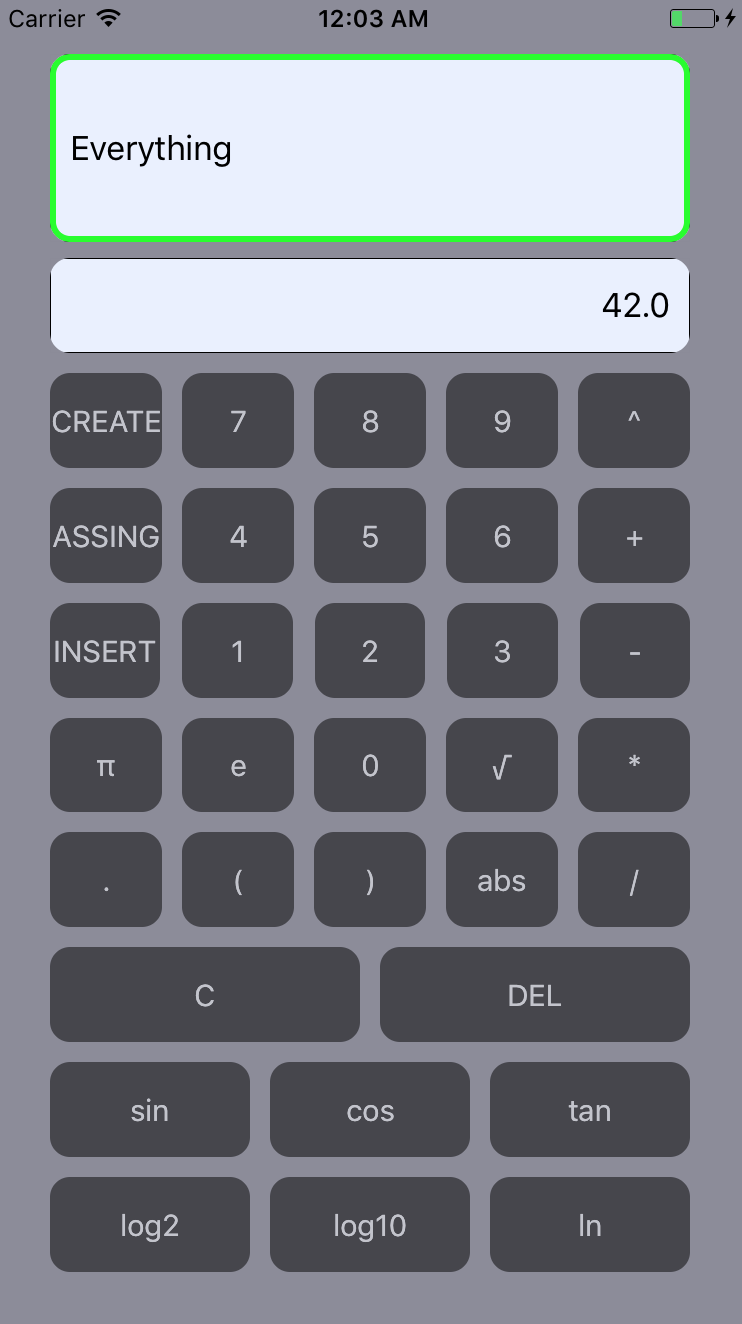 Carrier 12:03 AM
Everything
42.0
CREATE 7 8 9 ^
ASSING 4 5 6 +
INSERT 1 2 3 -
π e 0 √ *
. ( ) abs /
C DEL
sin cos tan
log2 log10 ln